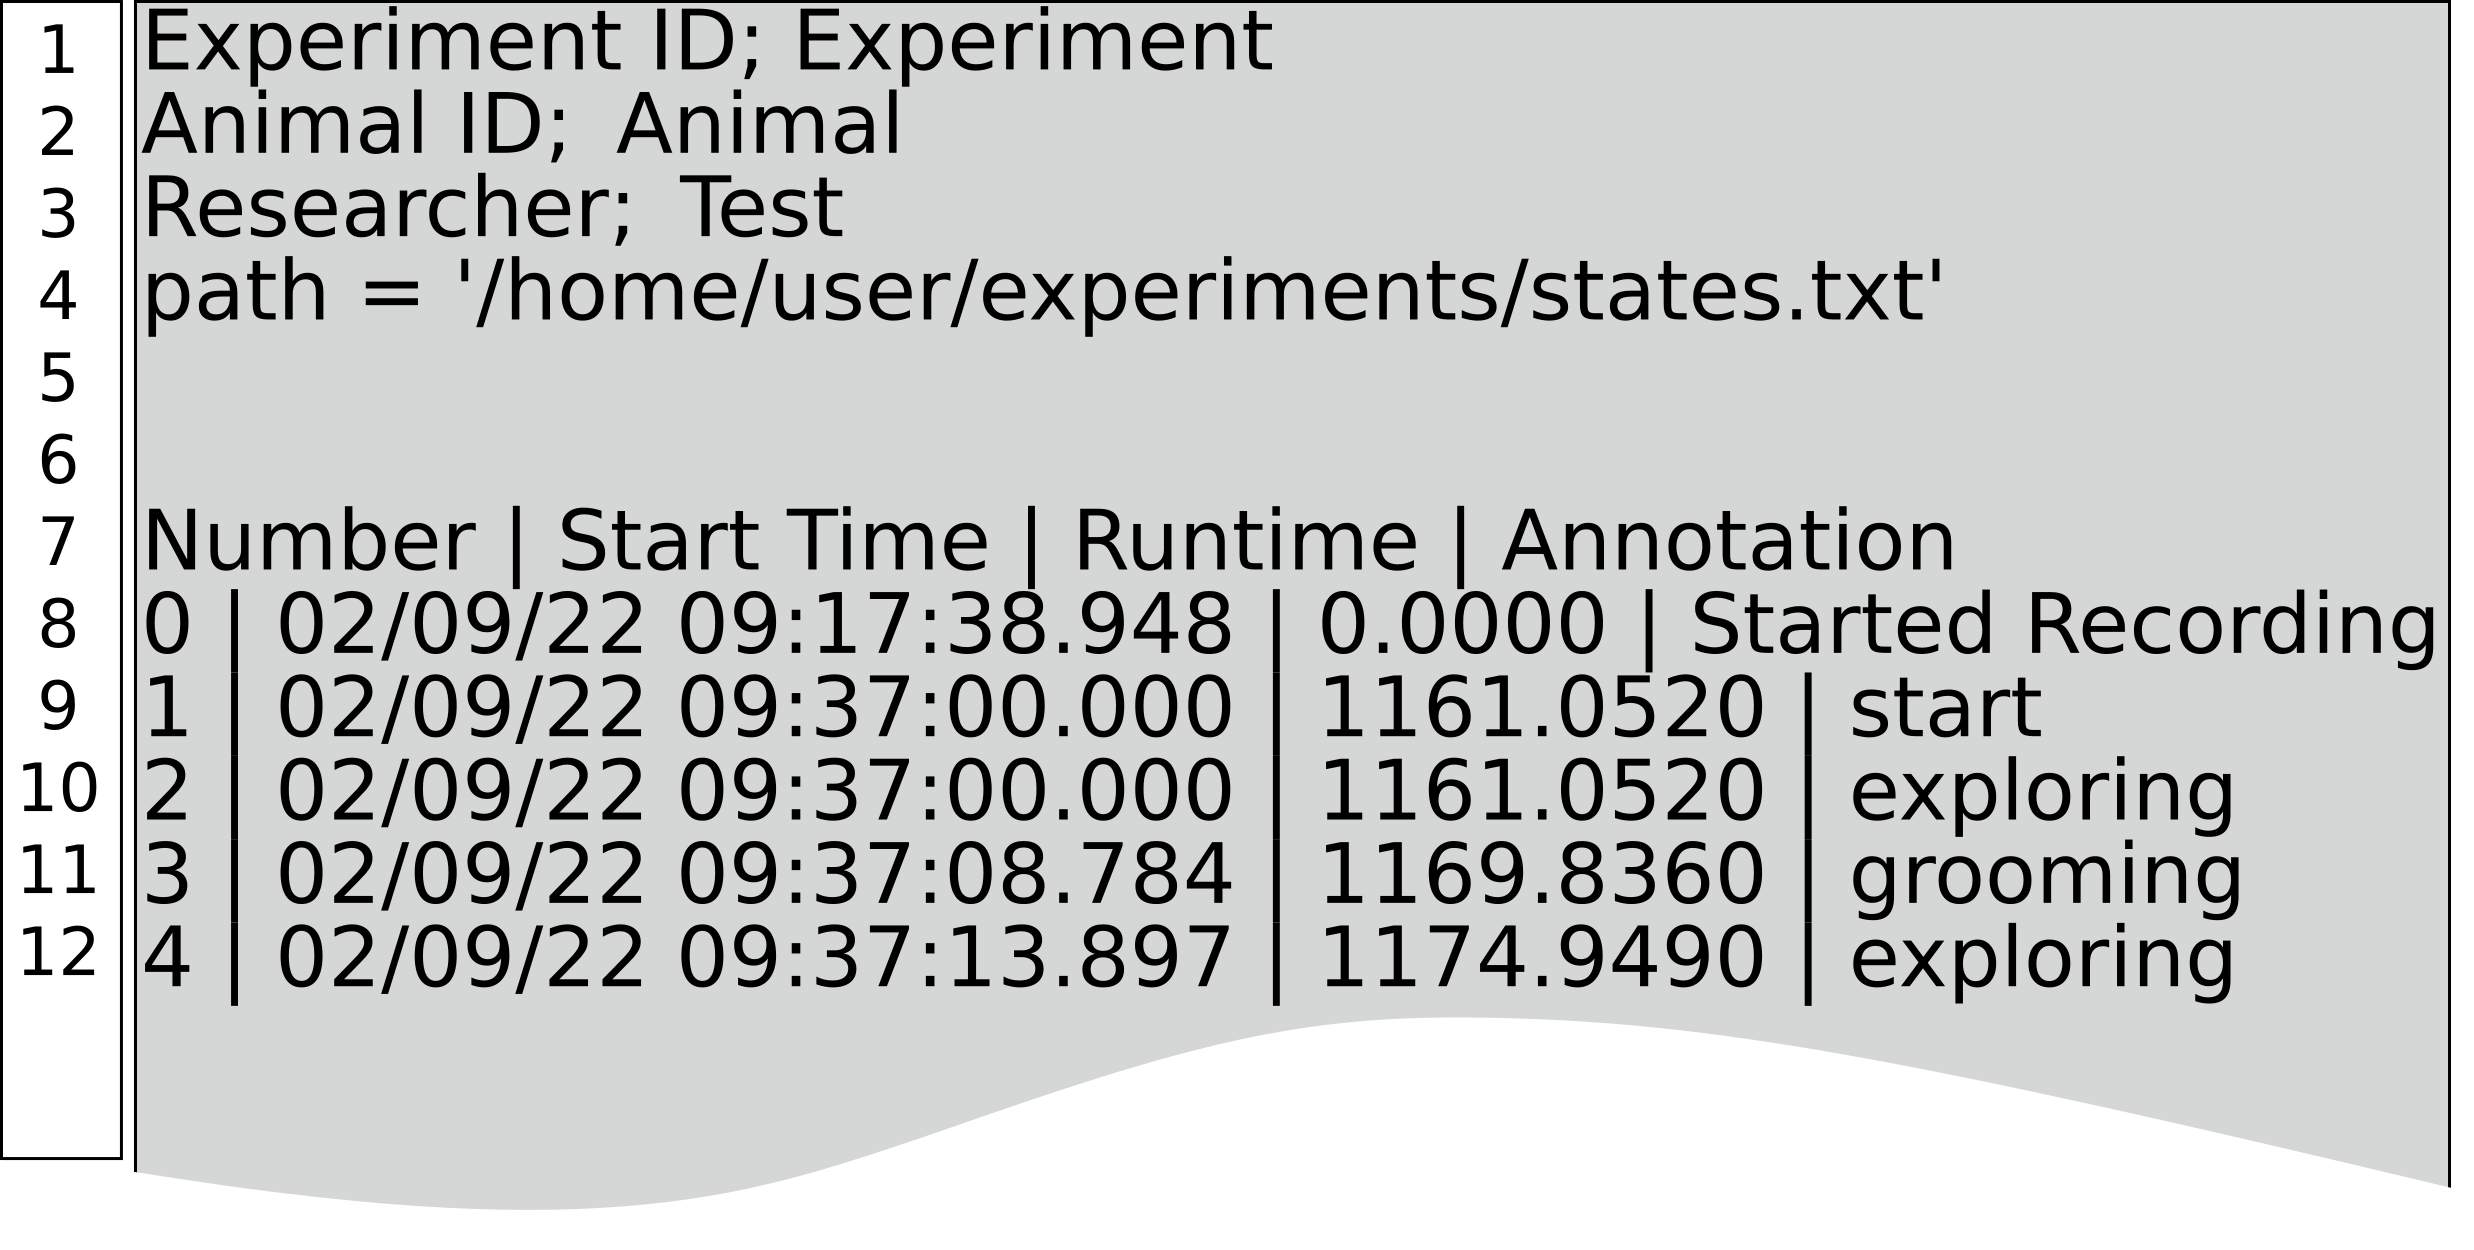 1 Experiment ID; Experiment
2 Animal ID;  Animal
3 Researcher;  Test
4 path = '/home/user/experiments/states.txt'
5
6
7 Number | Start Time | Runtime | Annotation
8 0 | 02/09/22 09:17:38.948 | 0.0000 | Started Recording
9 1 | 02/09/22 09:37:00.000 | 1161.0520 | start
10 2 | 02/09/22 09:37:00.000 | 1161.0520 | exploring
11 3 | 02/09/22 09:37:08.784 | 1169.8360 | grooming
12 4 | 02/09/22 09:37:13.897 | 1174.9490 | exploring